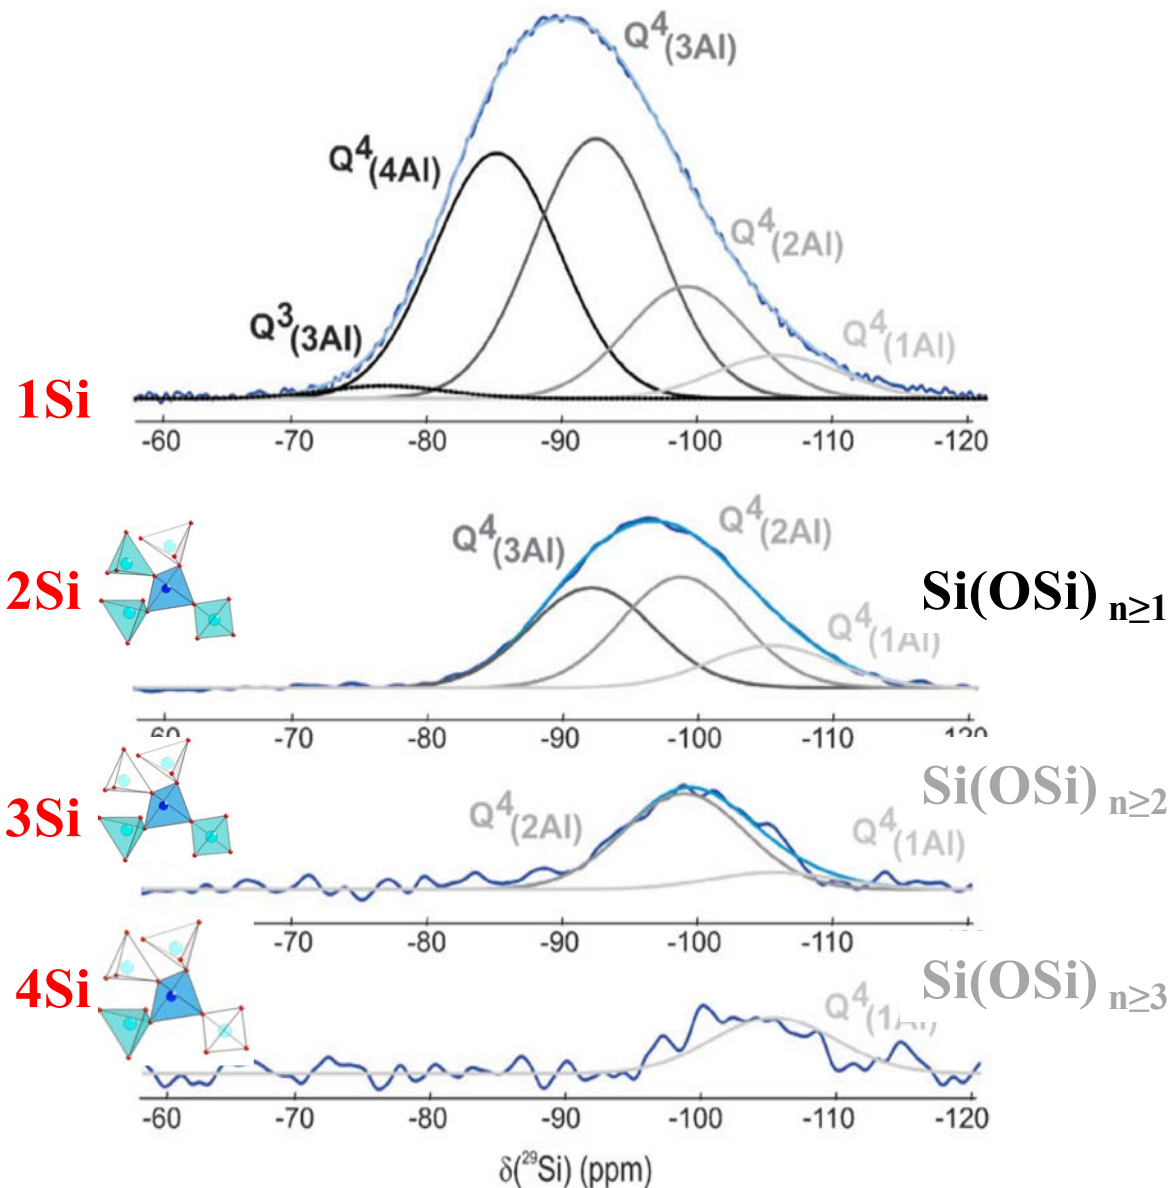 Q⁴(3Al)
Q⁴(4Al)
Q⁴(2Al)
Q³(3Al)
Q⁴(1Al)
1Si
-60 -70 -80 -90 -100 -110 -120
Q⁴(3Al)
Q⁴(2Al)
2Si
Si(OSi) n≥1
Q⁴(1Al)
-70 -80 -90 -100 -110
3Si
Si(OSi) n≥2
Q⁴(2Al)
Q⁴(1Al)
-70 -80 -90 -100 -110
4Si
Si(OSi) n≥3
Q⁴(1Al)
-60 -70 -80 -90 -100 -110 -120
δ(²⁹Si) (ppm)